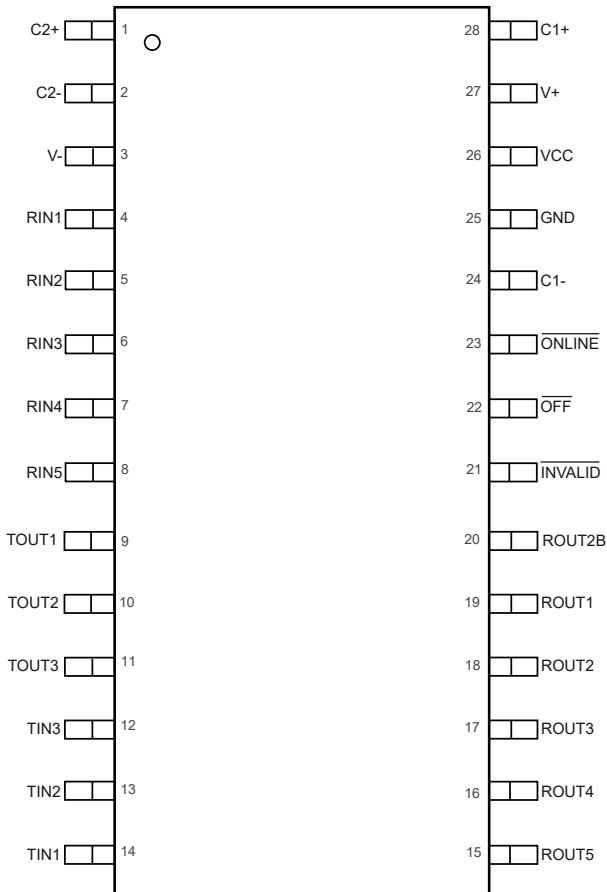 C2+ 1 28 C1+
C2- 2 27 V+
V- 3 26 VCC
RIN1 4 25 GND
RIN2 5 24 C1-
RIN3 6 23 ONLINE
RIN4 7 22 OFF
RIN5 8 21 INVALID
TOUT1 9 20 ROUT2B
TOUT2 10 19 ROUT1
TOUT3 11 18 ROUT2
TIN3 12 17 ROUT3
TIN2 13 16 ROUT4
TIN1 14 15 ROUT5